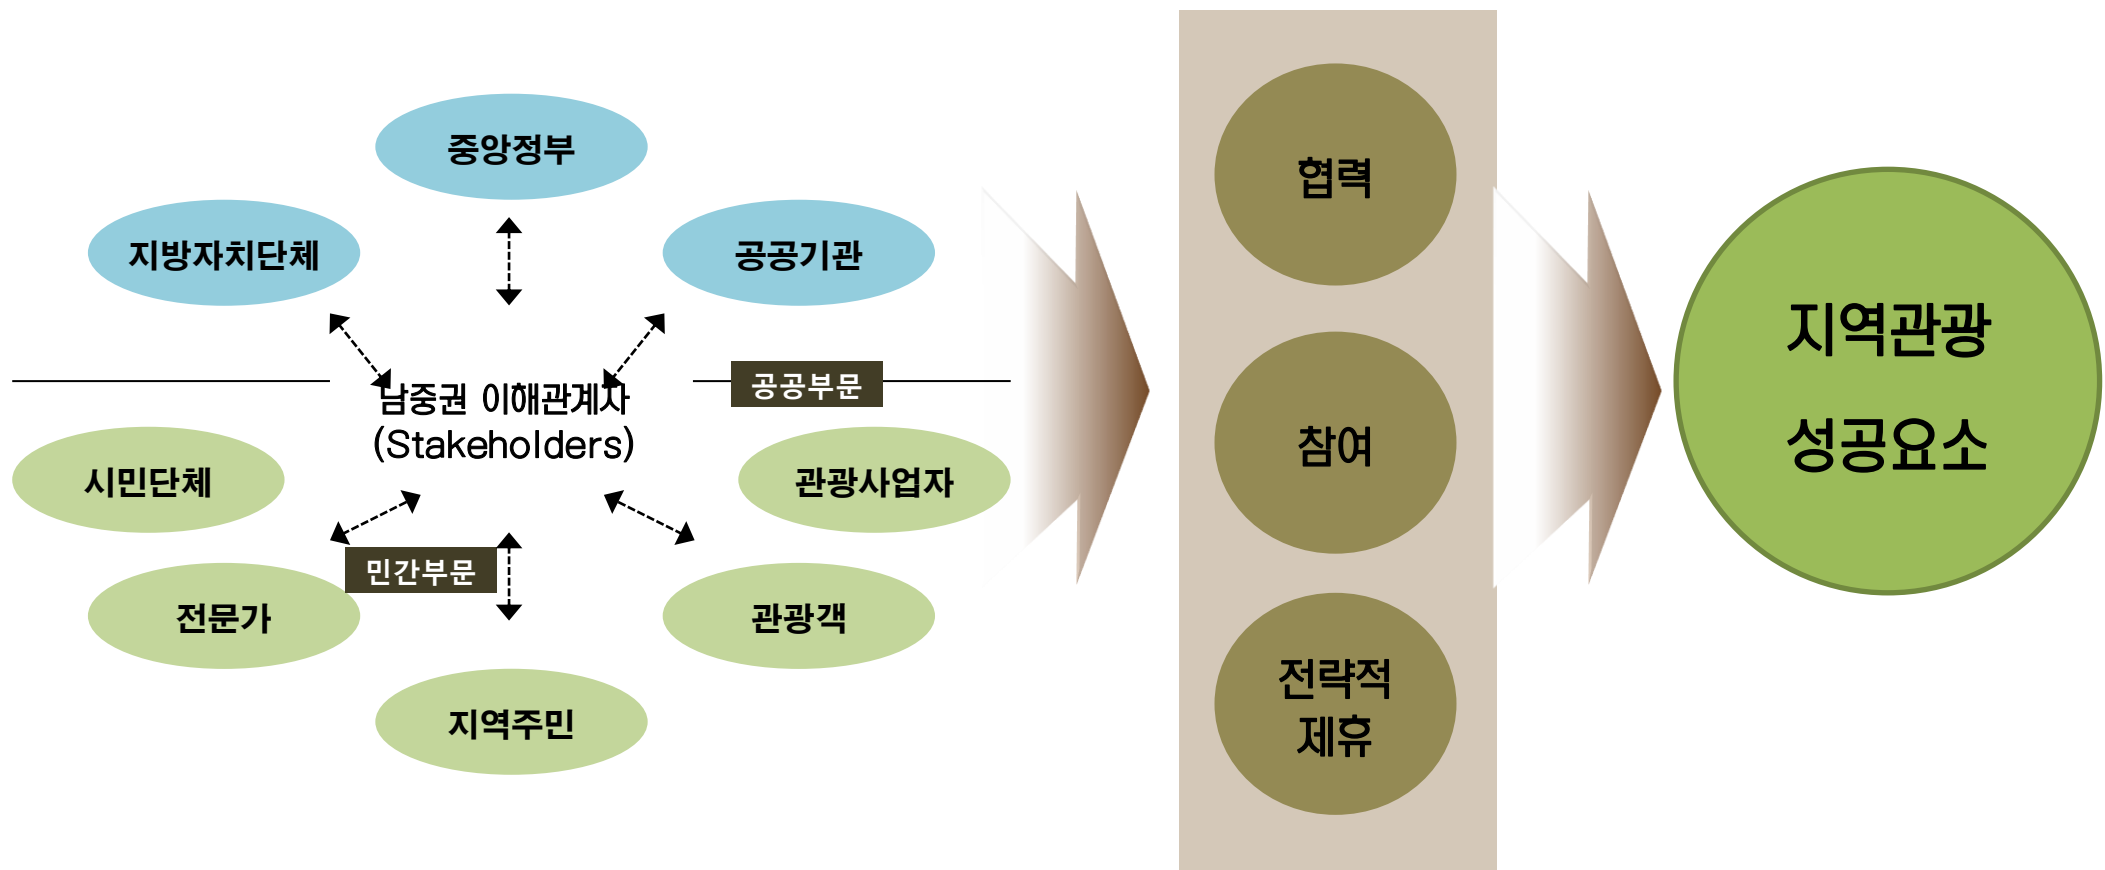 중앙정부
지방자치단체
공공기관
공공부문
남중권 이해관계자
(Stakeholders)
시민단체
관광사업자
민간부문
전문가
관광객
지역주민
협력
참여
전략적
제휴
지역관광
성공요소